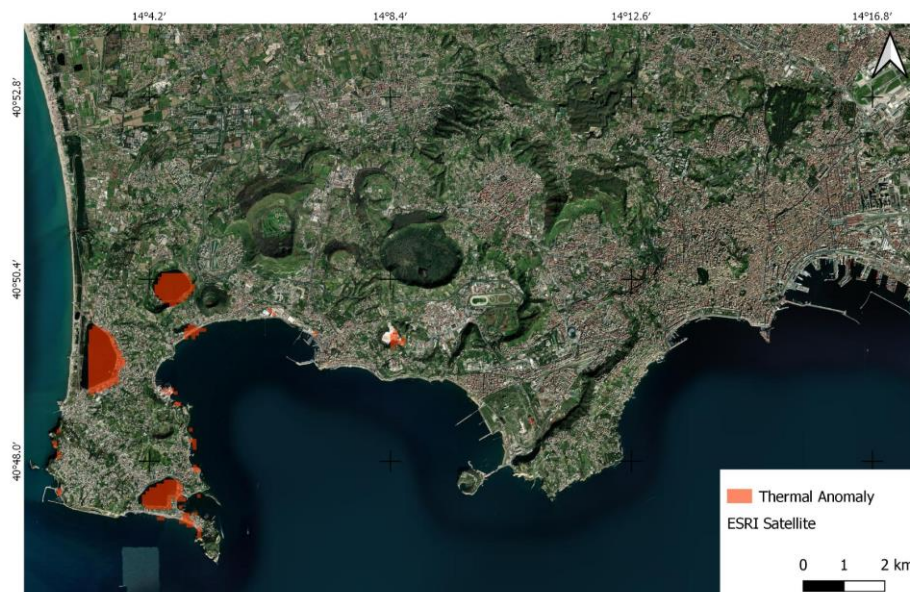 14°4.2′ 14°8.4′ 14°12.6′ 14°16.8′
40°52.8′
40°50.4′
40°48.0′
Thermal Anomaly
ESRI Satellite
0 1 2 km